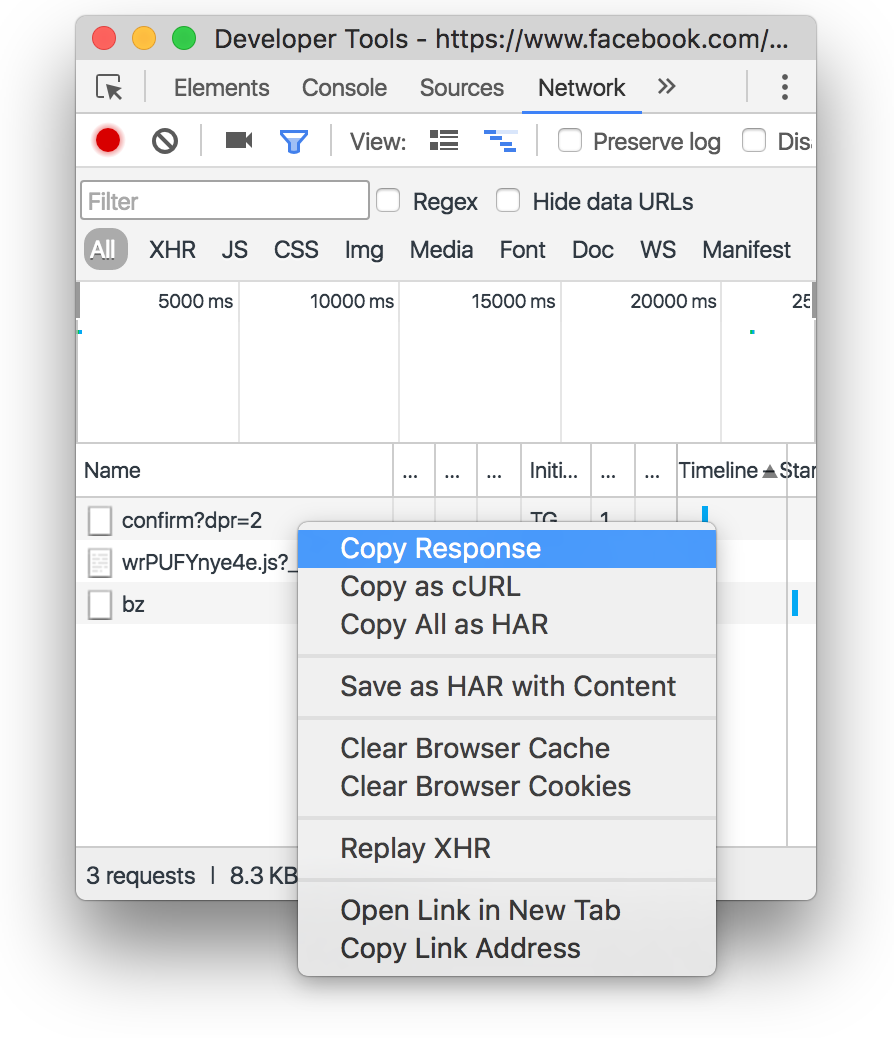 Developer Tools - https://www.facebook.com/...
Elements Console Sources Network
View: Preserve log Disa
Filter Regex Hide data URLs
All XHR JS CSS Img Media Font Doc WS Manifest
5000 ms 10000 ms 15000 ms 20000 ms 25
Name ... ... ... Initi... ... ... Timeline Star
confirm?dpr=2 TG 1
Copy Response
wrPUFYnye4e.js?_
Copy as cURL
bz
Copy All as HAR
Save as HAR with Content
Clear Browser Cache
Clear Browser Cookies
Replay XHR
3 requests | 8.3 KB
Open Link in New Tab
Copy Link Address